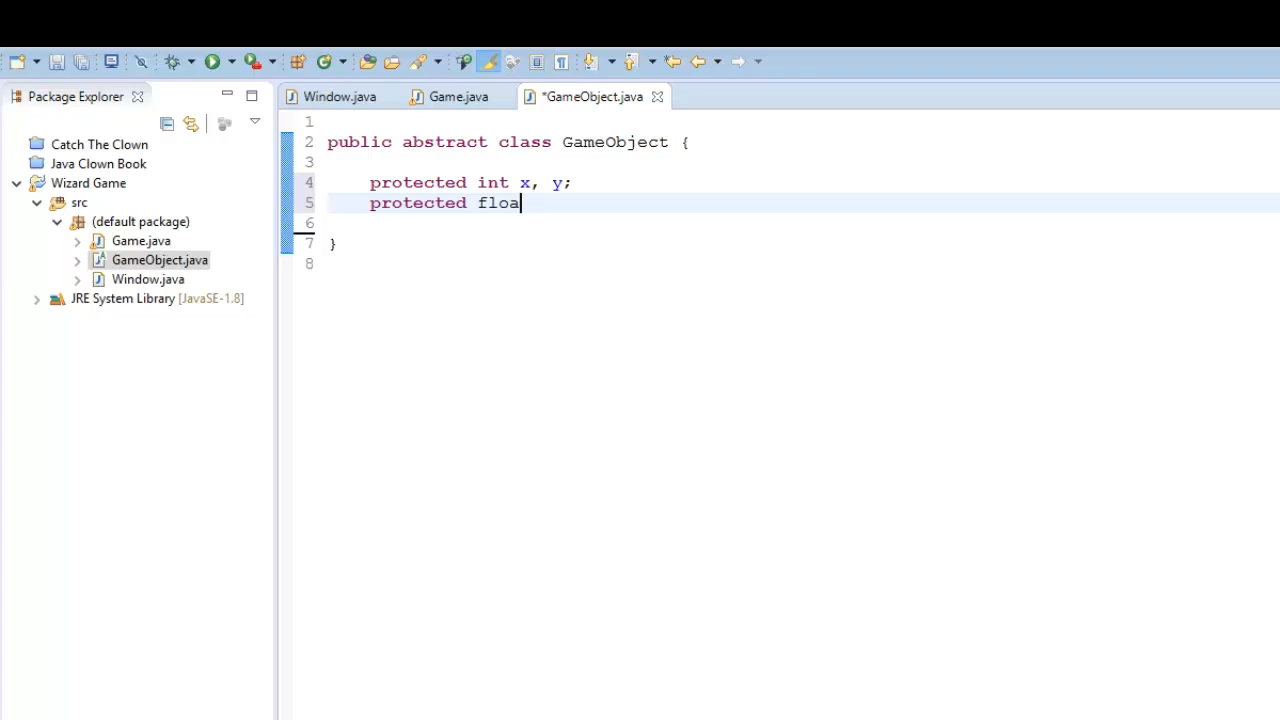 Package Explorer
Window.java
Game.java
*GameObject.java
Catch The Clown
Java Clown Book
Wizard Game
src
(default package)
Game.java
GameObject.java
Window.java
JRE System Library [JavaSE-1.8]
1
2 public abstract class GameObject {
3
4 protected int x, y;
5 protected floa
6
7 }
8